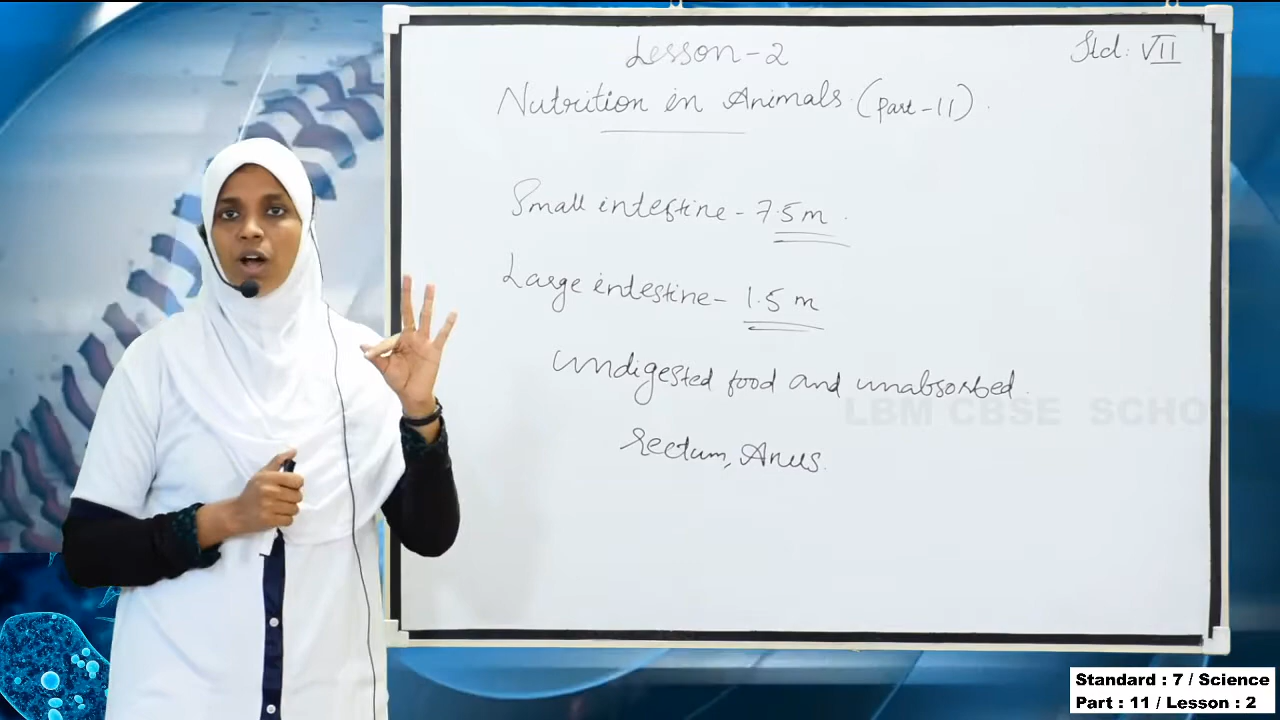 Lesson-2
Std: VII
Nutrition in Animals (Part-11).
Small intestine - 7.5m.
Large intestine - 1.5 m
undigested food and unabsorbed.
LBM CBSE SCHO
rectum, Anus.
Standard : 7 / Science
Part : 11 / Lesson : 2